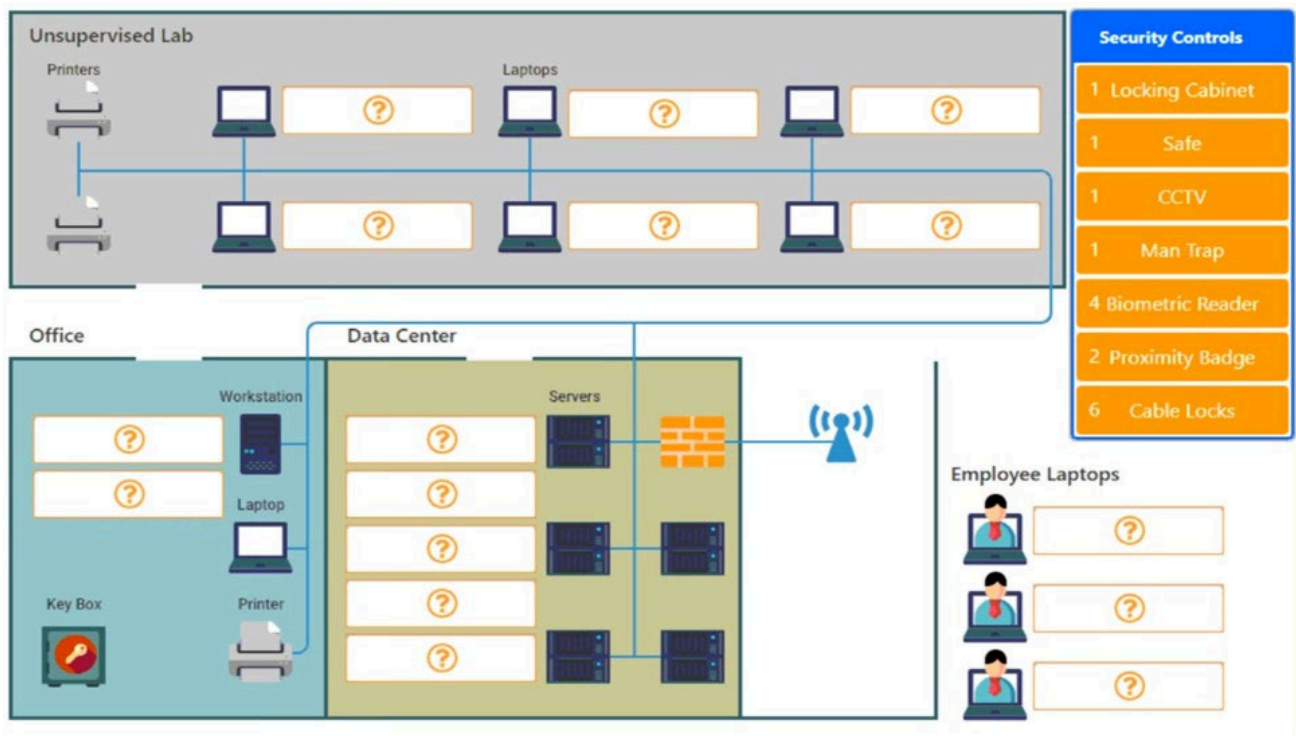 Unsupervised Lab
Security Controls
Printers
Laptops
?
?
?
?
?
?
1 Locking Cabinet
1 Safe
1 CCTV
1 Man Trap
4 Biometric Reader
2 Proximity Badge
6 Cable Locks
Office
Data Center
Workstation
Servers
?
?
Laptop
Key Box
Printer
?
?
?
?
?
Employee Laptops
?
?
?